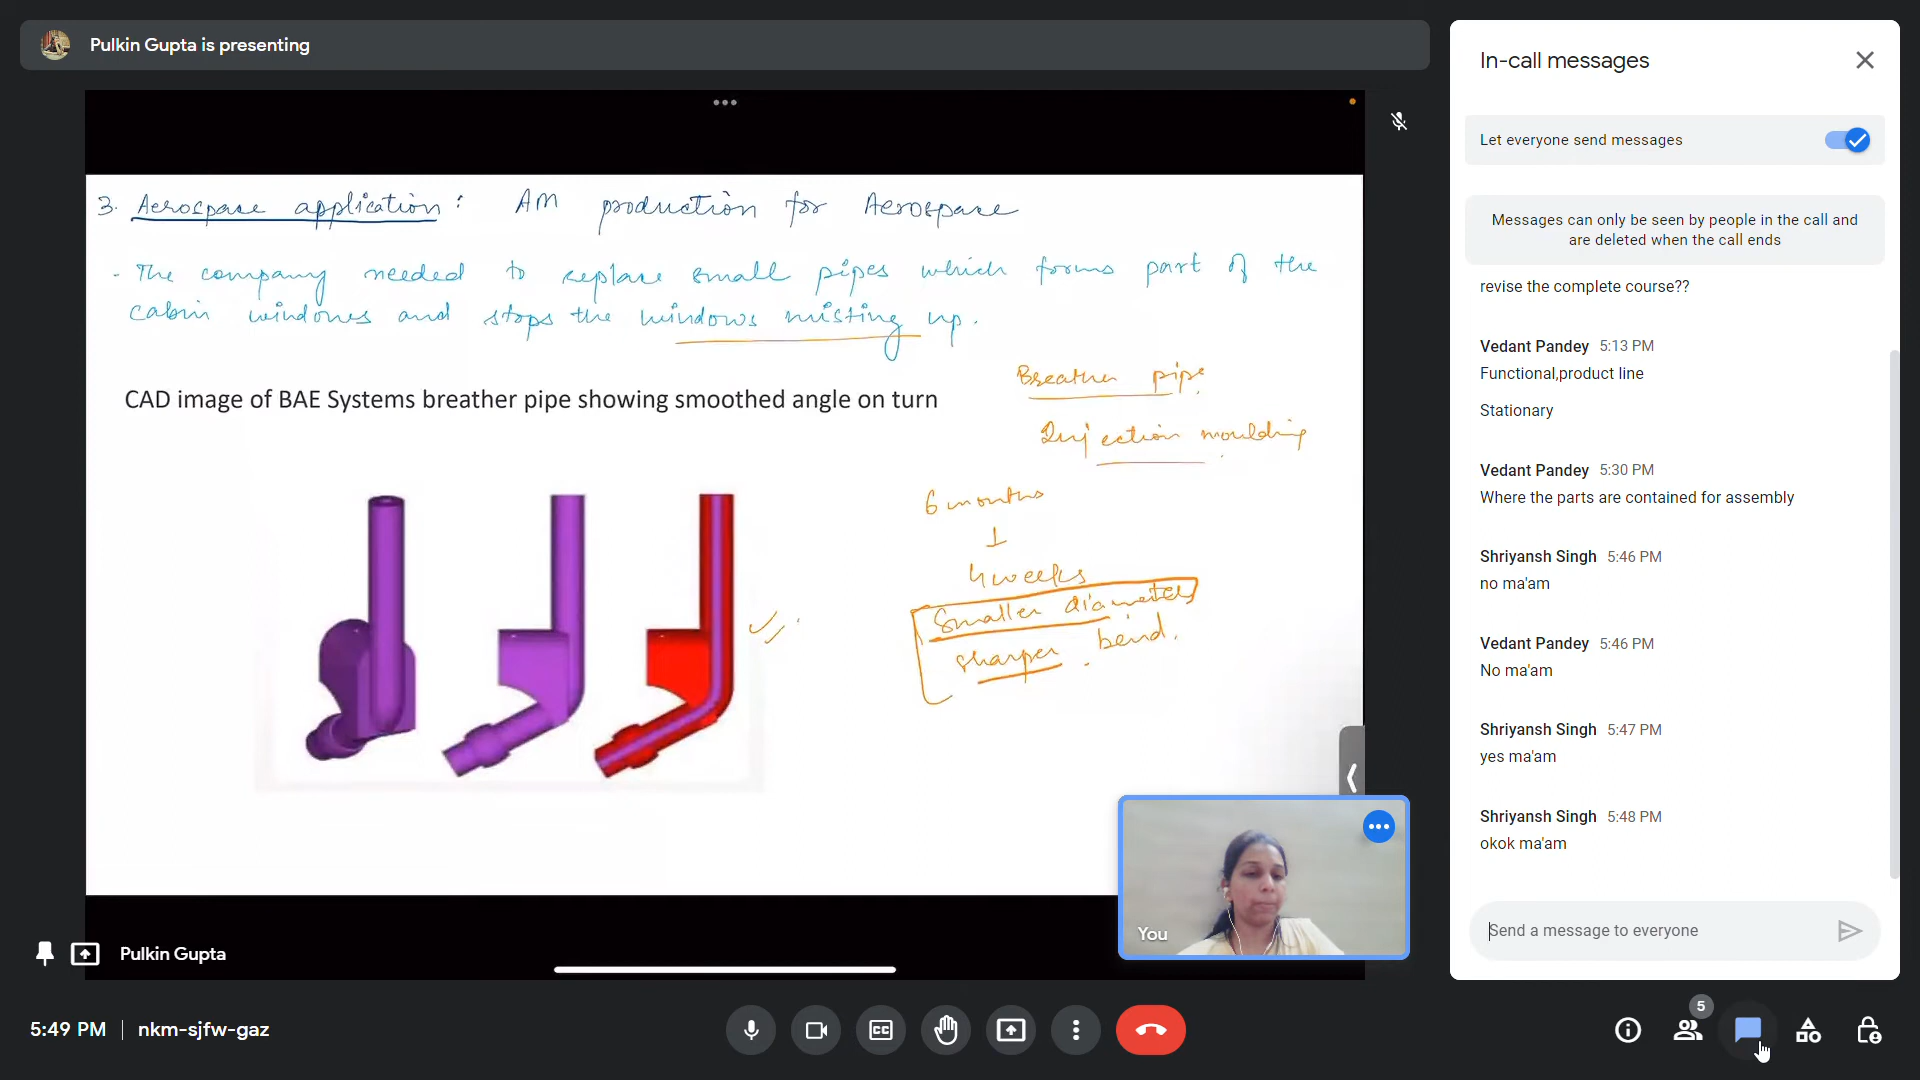 Pulkin Gupta is presenting
3. Aerospace application : AM production for Aerospace
- The company needed to replace small pipes which forms part of the
cabin windows and stops the windows misting up.
CAD image of BAE Systems breather pipe showing smoothed angle on turn
Breather pipe
Injection moulding
6 months
↓
4 weeks
Smaller diameter
sharper bend.
You
Pulkin Gupta
5:49 PM | nkm-sjfw-gaz
CC
5
In-call messages
Let everyone send messages
Messages can only be seen by people in the call and
are deleted when the call ends
revise the complete course??
Vedant Pandey 5:13 PM
Functional,product line
Stationary
Vedant Pandey 5:30 PM
Where the parts are contained for assembly
Shriyansh Singh 5:46 PM
no ma'am
Vedant Pandey 5:46 PM
No ma'am
Shriyansh Singh 5:47 PM
yes ma'am
Shriyansh Singh 5:48 PM
okok ma'am
Send a message to everyone